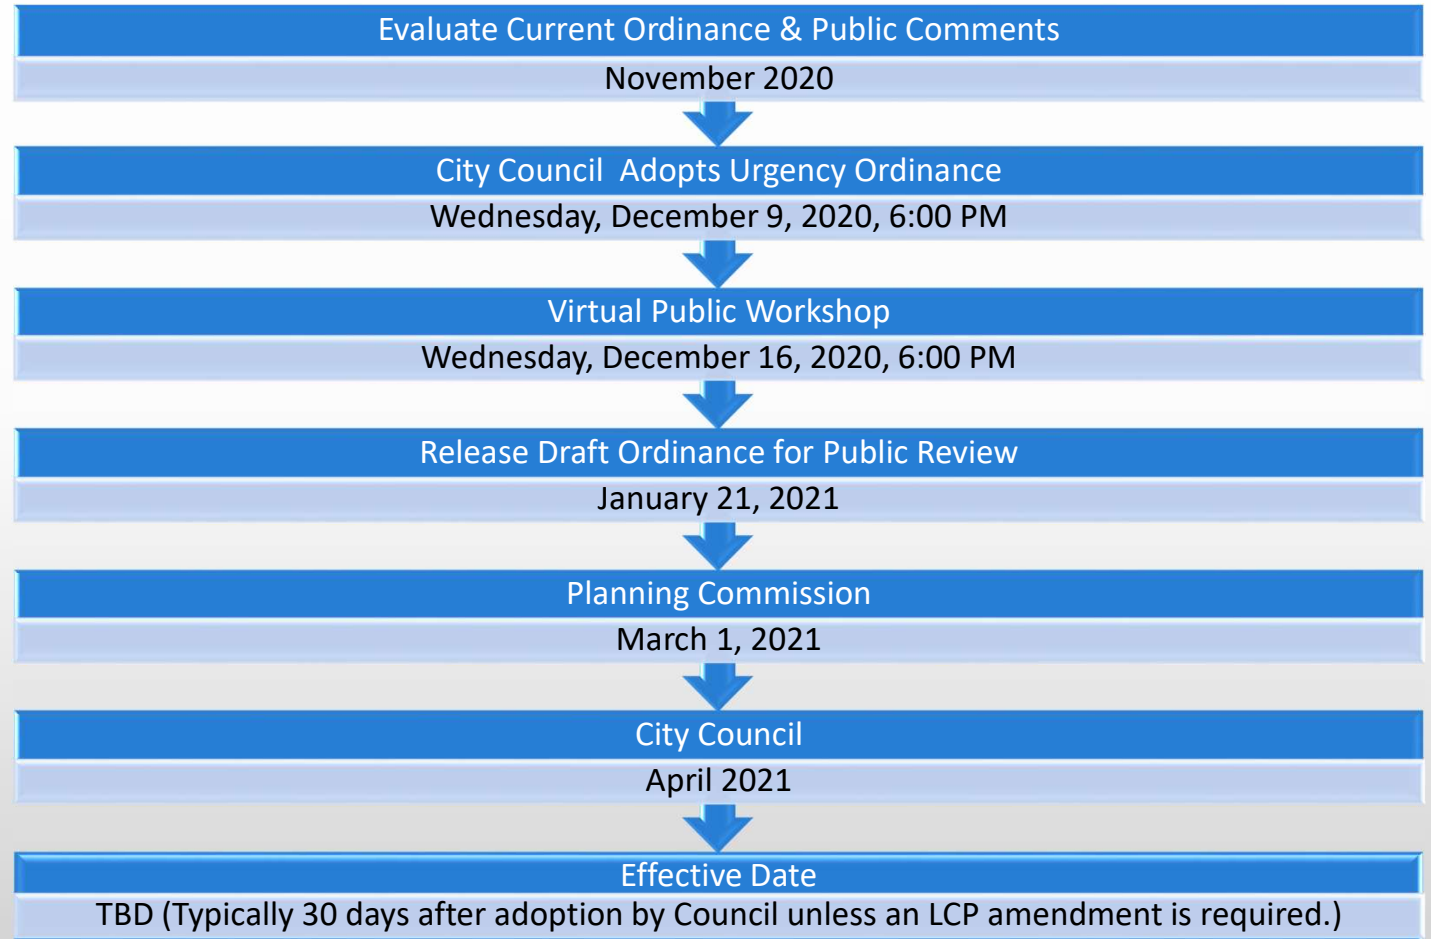 Evaluate Current Ordinance & Public Comments
November 2020
City Council  Adopts Urgency Ordinance
Wednesday, December 9, 2020, 6:00 PM
Virtual Public Workshop
Wednesday, December 16, 2020, 6:00 PM
Release Draft Ordinance for Public Review
January 21, 2021
Planning Commission
March 1, 2021
City Council
April 2021
Effective Date
TBD (Typically 30 days after adoption by Council unless an LCP amendment is required.)